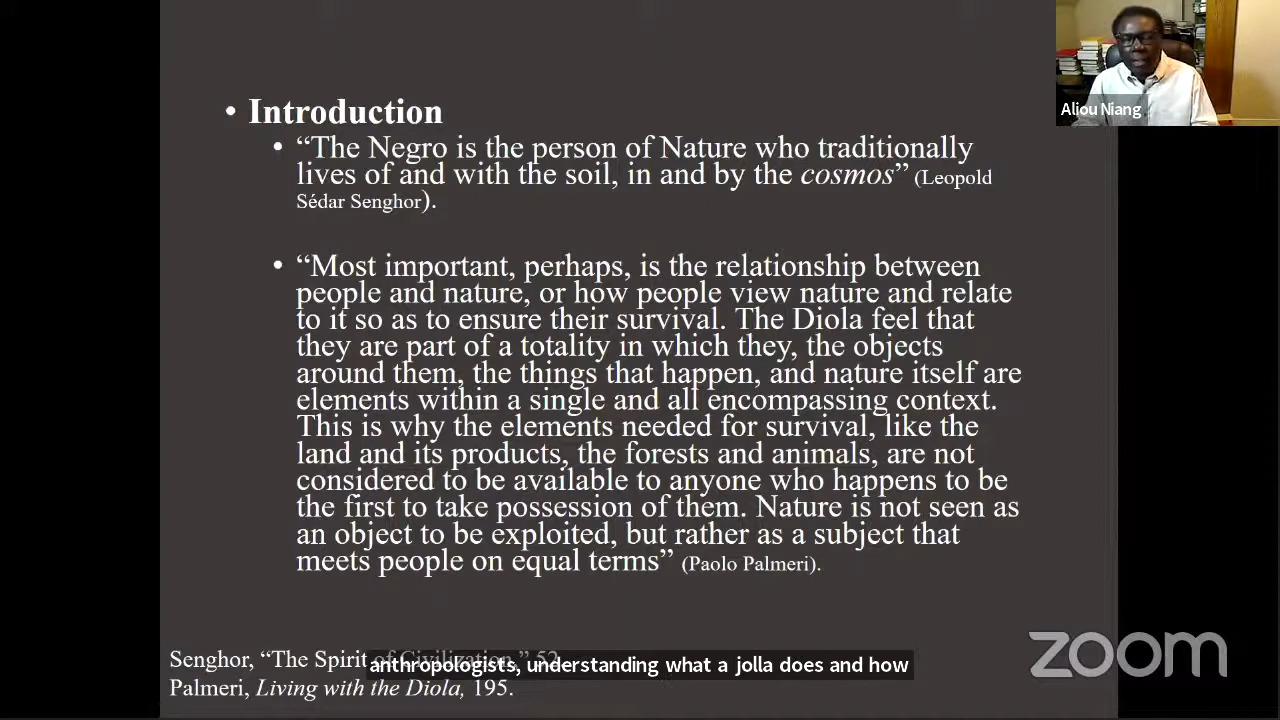 Aliou Niang
• Introduction
• “The Negro is the person of Nature who traditionally
lives of and with the soil, in and by the cosmos” (Leopold
Sédar Senghor).
• “Most important, perhaps, is the relationship between
people and nature, or how people view nature and relate
to it so as to ensure their survival. The Diola feel that
they are part of a totality in which they, the objects
around them, the things that happen, and nature itself are
elements within a single and all encompassing context.
This is why the elements needed for survival, like the
land and its products, the forests and animals, are not
considered to be available to anyone who happens to be
the first to take possession of them. Nature is not seen as
an object to be exploited, but rather as a subject that
meets people on equal terms” (Paolo Palmeri).
Senghor, “The Spirit of Civilization,” 52.
anthropologists, understanding what a jolla does and how
Palmeri, Living with the Diola, 195.
zoom